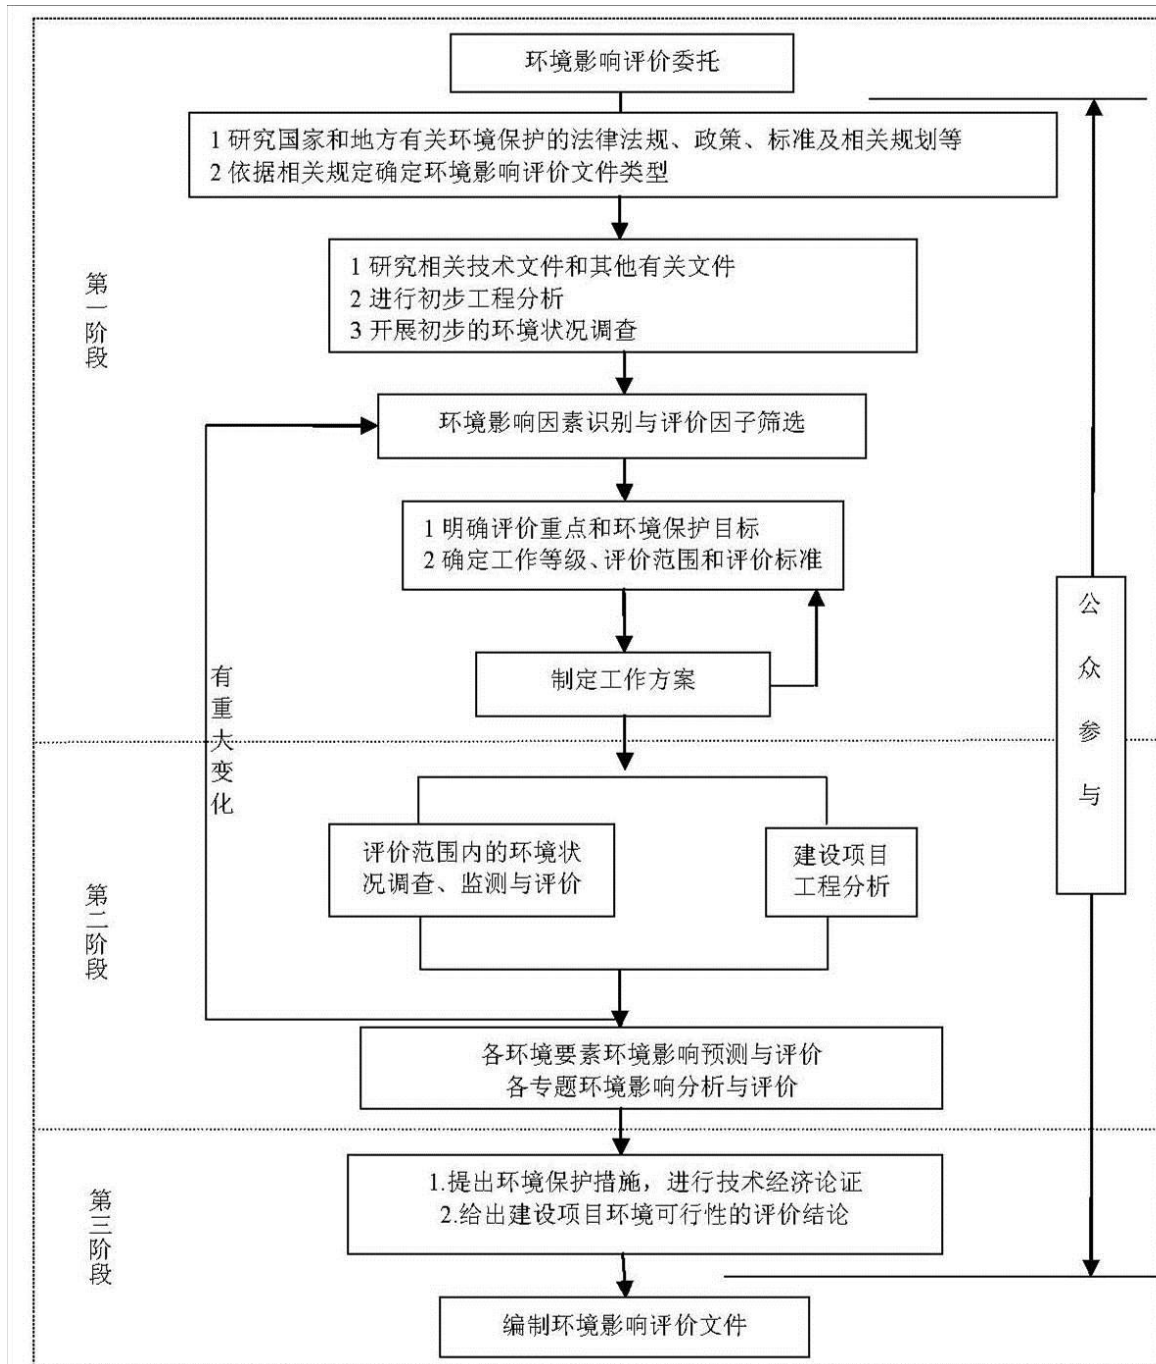 环境影响评价委托
1 研究国家和地方有关环境保护的法律法规、政策、标准及相关规划等
2 依据相关规定确定环境影响评价文件类型
第一阶段
1 研究相关技术文件和其他有关文件
2 进行初步工程分析
3 开展初步的环境状况调查
环境影响因素识别与评价因子筛选
1 明确评价重点和环境保护目标
2 确定工作等级、评价范围和评价标准
公众参与
制定工作方案
有重大变化
第二阶段
评价范围内的环境状
况调查、监测与评价
建设项目
工程分析
各环境要素环境影响预测与评价
各专题环境影响分析与评价
第三阶段
1.提出环境保护措施，进行技术经济论证
2.给出建设项目环境可行性的评价结论
编制环境影响评价文件